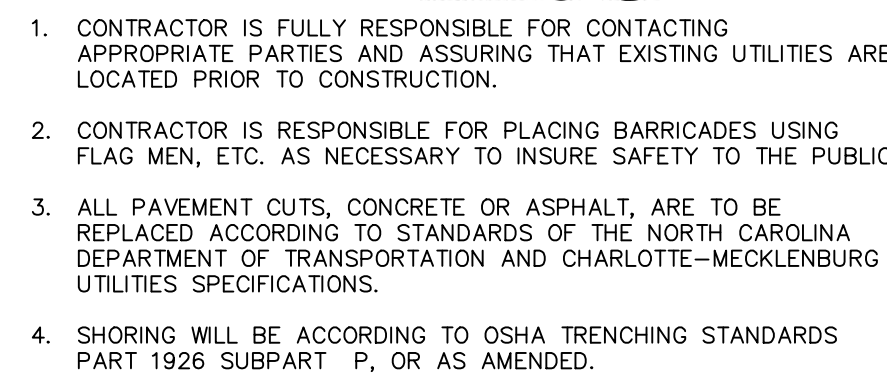 1. CONTRACTOR IS FULLY RESPONSIBLE FOR CONTACTING
APPROPRIATE PARTIES AND ASSURING THAT EXISTING UTILITIES ARE
LOCATED PRIOR TO CONSTRUCTION.
2. CONTRACTOR IS RESPONSIBLE FOR PLACING BARRICADES USING
FLAG MEN, ETC. AS NECESSARY TO INSURE SAFETY TO THE PUBLIC
3. ALL PAVEMENT CUTS, CONCRETE OR ASPHALT, ARE TO BE
REPLACED ACCORDING TO STANDARDS OF THE NORTH CAROLINA
DEPARTMENT OF TRANSPORTATION AND CHARLOTTE–MECKLENBURG
UTILITIES SPECIFICATIONS.
4. SHORING WILL BE ACCORDING TO OSHA TRENCHING STANDARDS
PART 1926 SUBPART P, OR AS AMENDED.